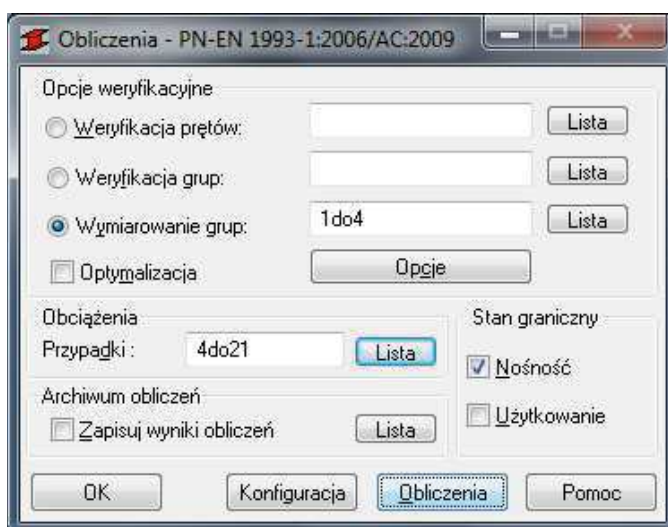 Obliczenia - PN-EN 1993-1:2006/AC:2009
Opcje weryfikacyjne
Weryfikacja prętów: Lista
Weryfikacja grup: Lista
Wymiarowanie grup: 1do4 Lista
Optymalizacja Opcje
Obciążenia
Przypadki : 4do21 Lista
Stan graniczny
Nośność
Archiwum obliczeń
Zapisuj wyniki obliczeń Lista
Użytkowanie
OK Konfiguracja Obliczenia Pomoc